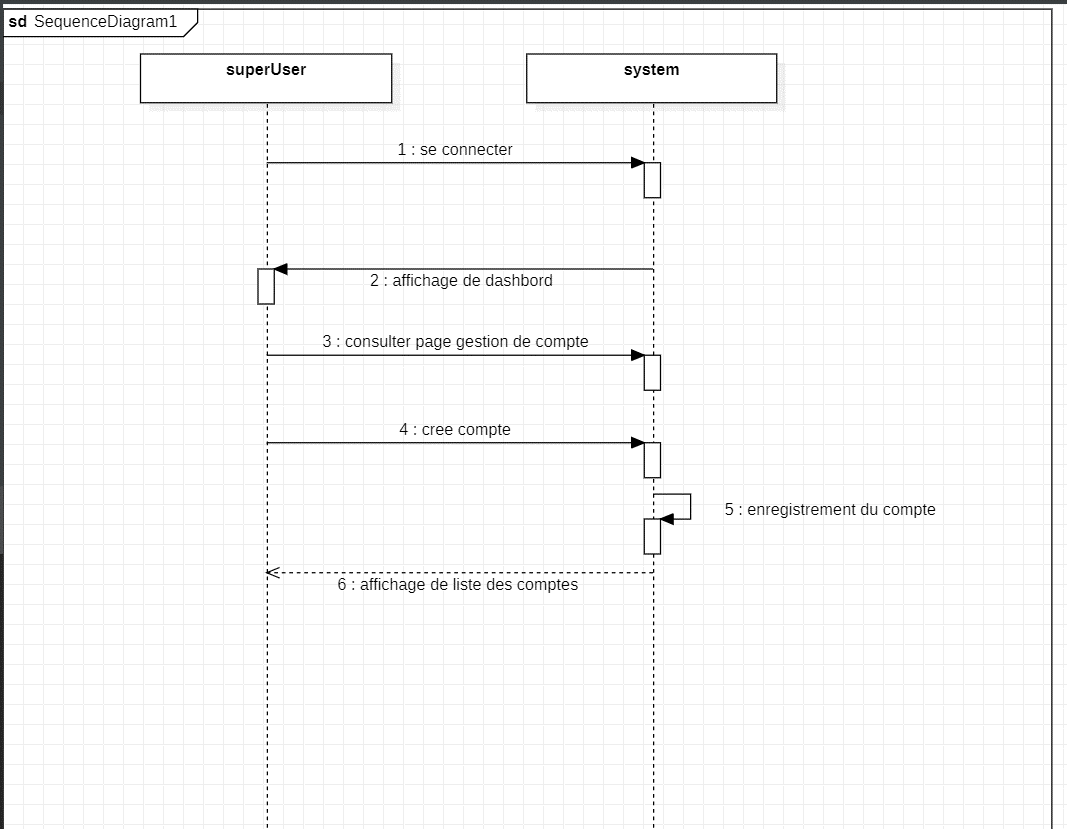 sd SequenceDiagram1
superUser
system
1 : se connecter
2 : affichage de dashbord
3 : consulter page gestion de compte
4 : cree compte
5 : enregistrement du compte
6 : affichage de liste des comptes